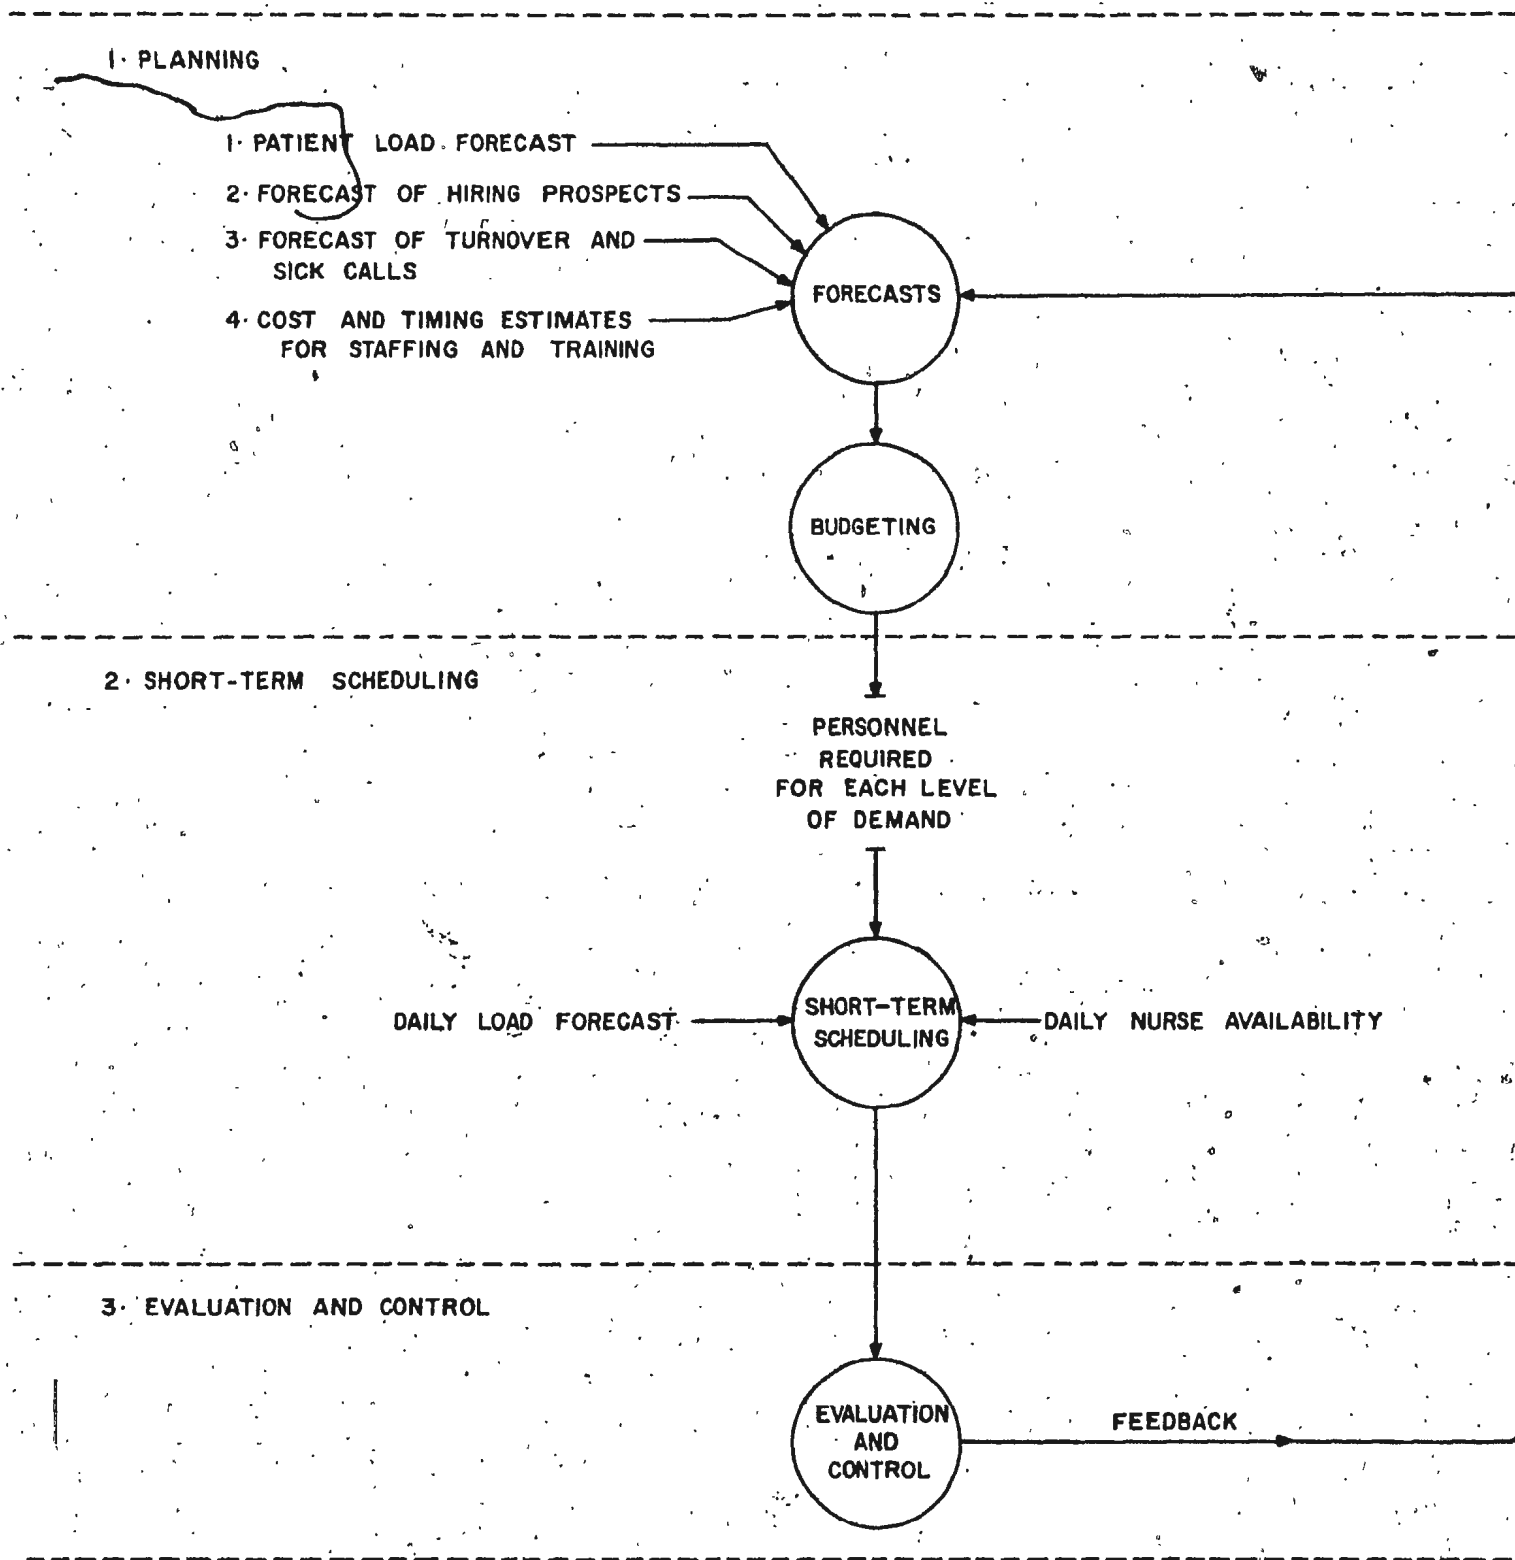 1. PLANNING
1. PATIENT LOAD FORECAST
2. FORECAST OF HIRING PROSPECTS
3. FORECAST OF TURNOVER AND
SICK CALLS
4. COST AND TIMING ESTIMATES
FOR STAFFING AND TRAINING
FORECASTS
BUDGETING
2. SHORT-TERM SCHEDULING
PERSONNEL
REQUIRED
FOR EACH LEVEL
OF DEMAND
DAILY LOAD FORECAST
SHORT-TERM
SCHEDULING
DAILY NURSE AVAILABILITY
3. EVALUATION AND CONTROL
EVALUATION
AND
CONTROL
FEEDBACK